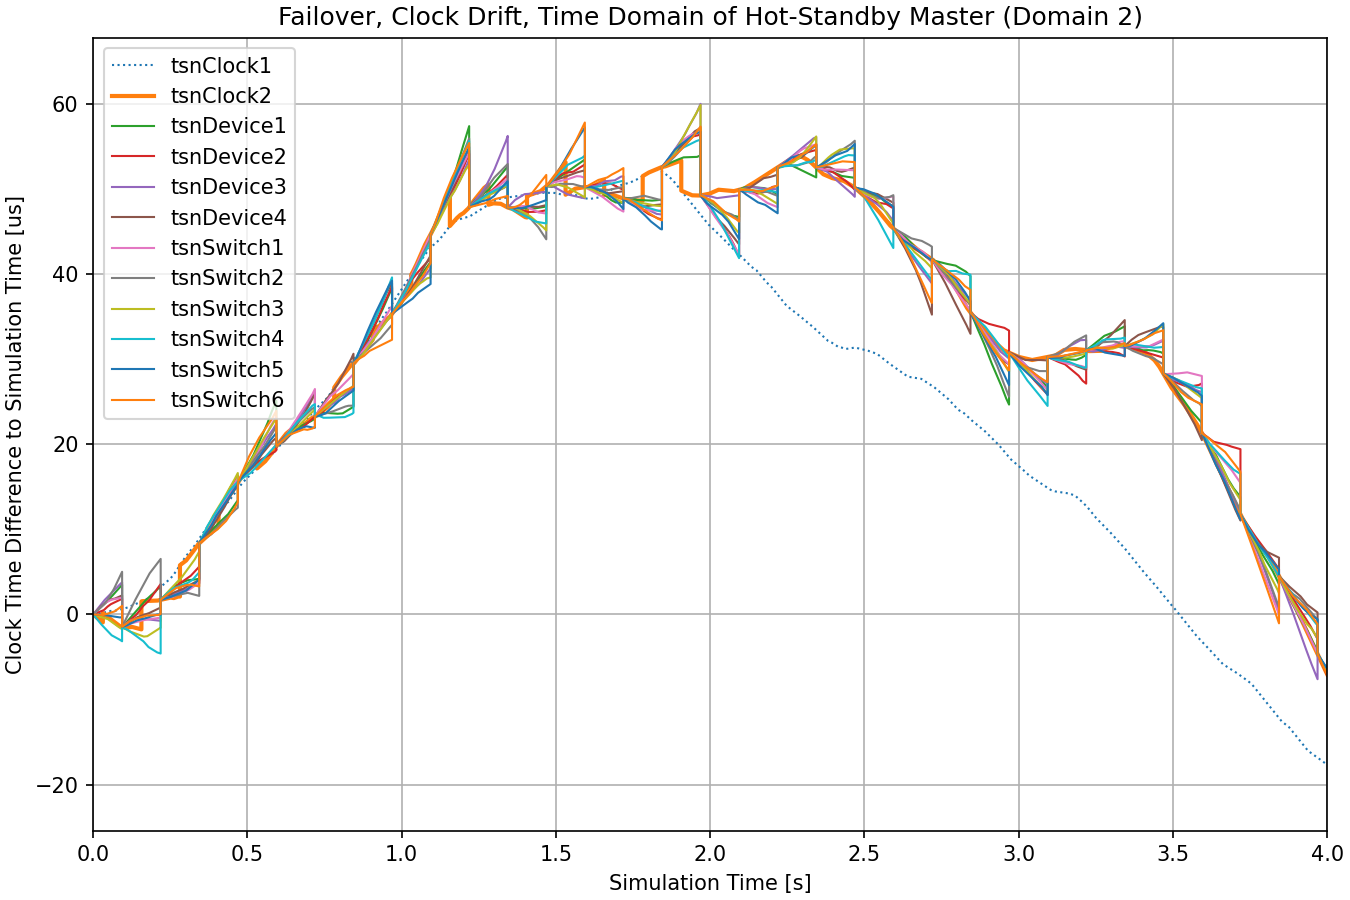 Failover, Clock Drift, Time Domain of Hot-Standby Master (Domain 2)
Clock Time Difference to Simulation Time [us]
60
40
20
0
−20
tsnClock1
tsnClock2
tsnDevice1
tsnDevice2
tsnDevice3
tsnDevice4
tsnSwitch1
tsnSwitch2
tsnSwitch3
tsnSwitch4
tsnSwitch5
tsnSwitch6
0.0 0.5 1.0 1.5 2.0 2.5 3.0 3.5 4.0
Simulation Time [s]